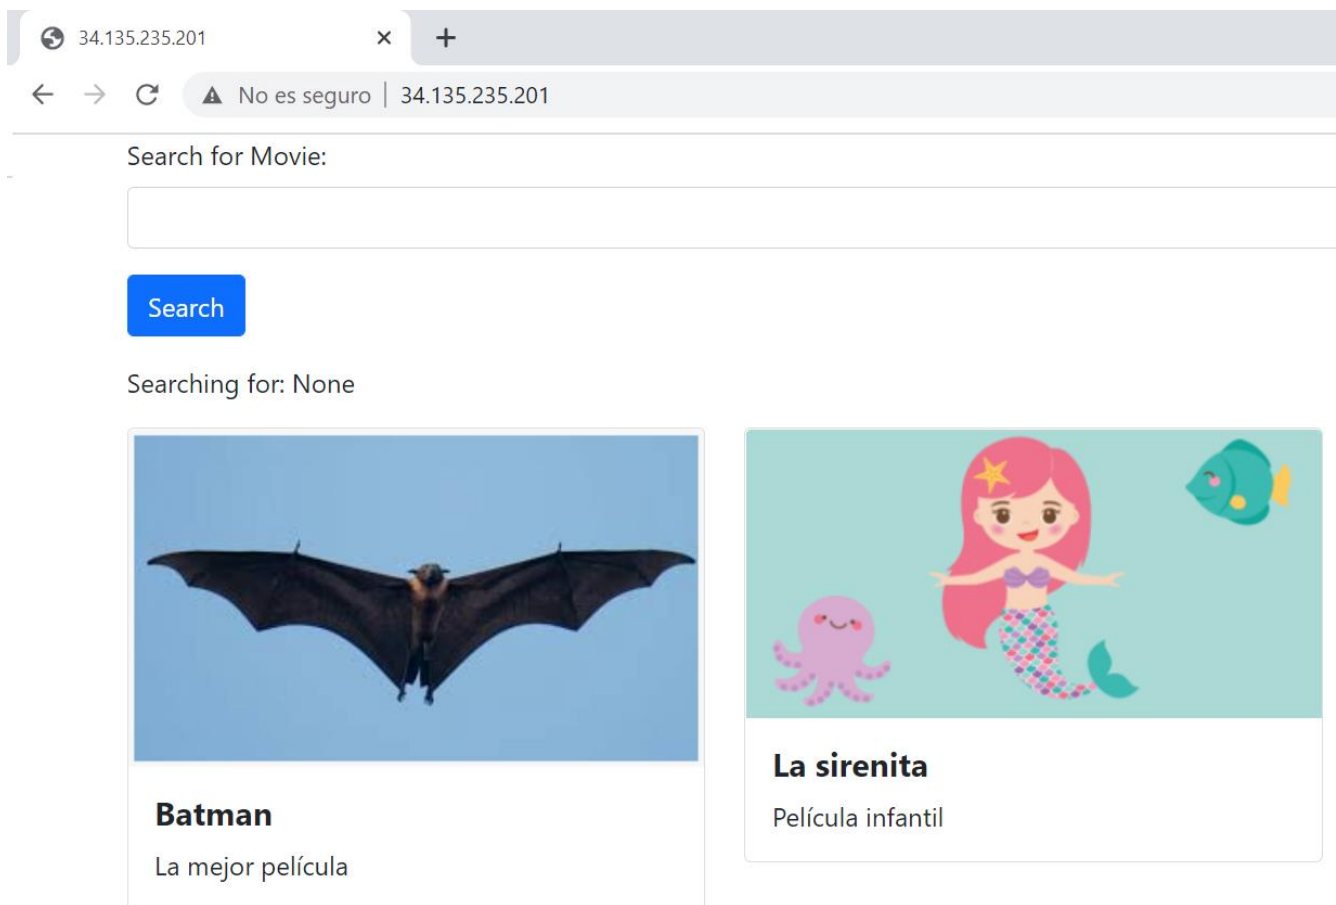 34.135.235.201
No es seguro | 34.135.235.201
Search for Movie:
Search
Searching for: None
Batman
La mejor película
La sirenita
Película infantil